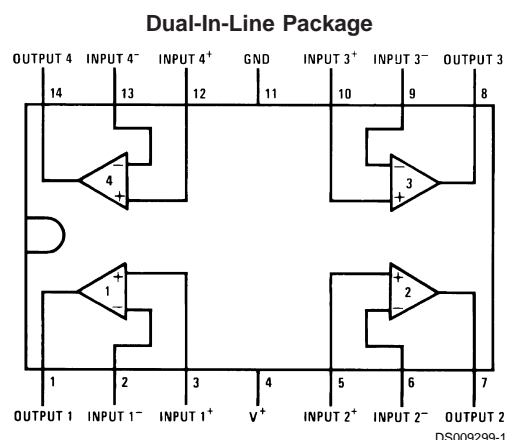 Dual-In-Line Package
OUTPUT 4 INPUT 4⁻ INPUT 4⁺ GND INPUT 3⁺ INPUT 3⁻ OUTPUT 3
14 13 12 11 10 9 8
− −
4 3
+ +
+ +
1 2
− −
1 2 3 4 5 6 7
OUTPUT 1 INPUT 1⁻ INPUT 1⁺ V⁺ INPUT 2⁺ INPUT 2⁻ OUTPUT 2
DS009299-1